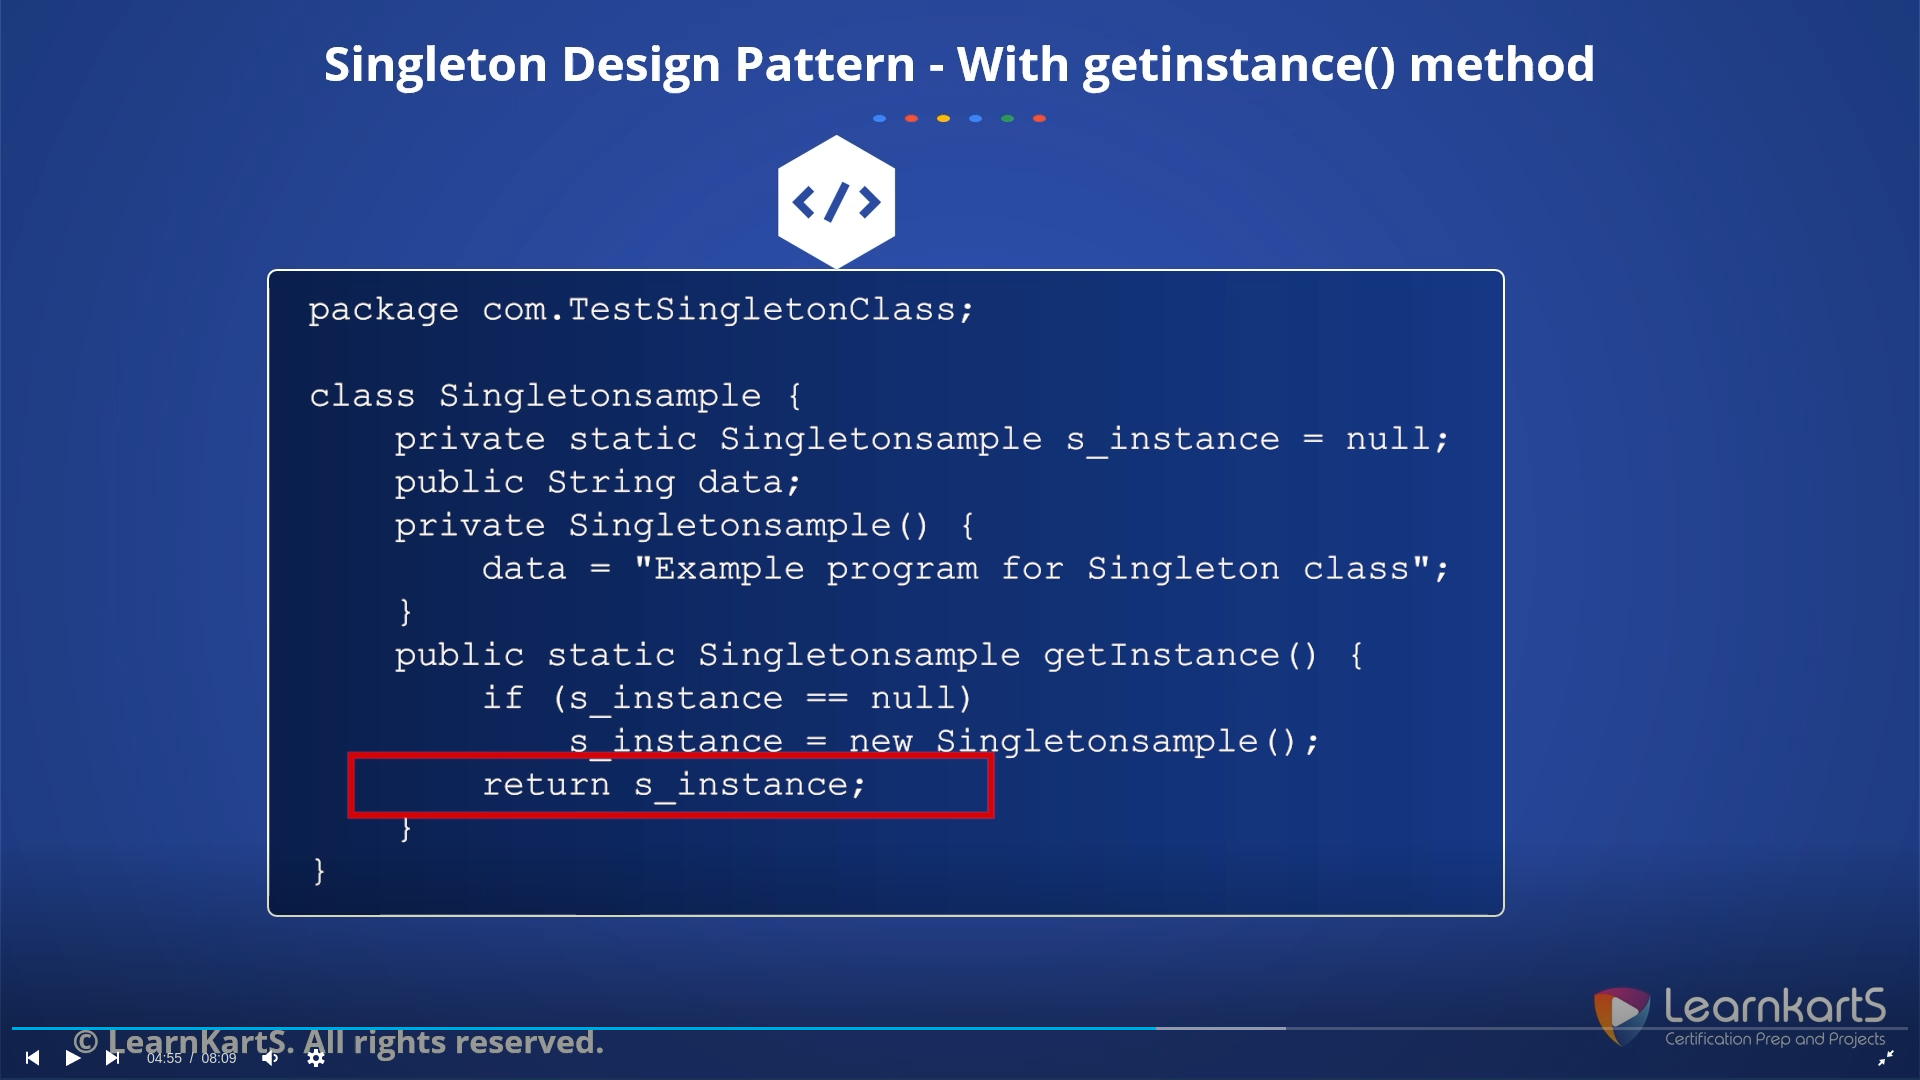 Singleton Design Pattern - With getinstance() method
</>
package com.TestSingletonClass;
class Singletonsample {
private static Singletonsample s_instance = null;
public String data;
private Singletonsample() {
data = "Example program for Singleton class";
}
public static Singletonsample getInstance() {
if (s_instance == null)
s_instance = new Singletonsample();
return s_instance;
}
}
LearnkartS
Certification Prep and Projects
© LearnKartS. All rights reserved.
04:55 / 08:09